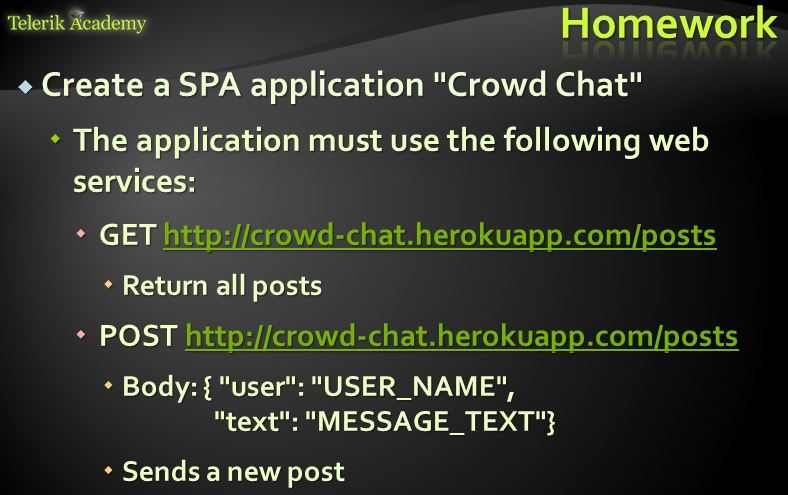 Telerik Academy
Homework
Create a SPA application "Crowd Chat"
The application must use the following web
services:
GET http://crowd-chat.herokuapp.com/posts
Return all posts
POST http://crowd-chat.herokuapp.com/posts
Body: { "user": "USER_NAME",
"text": "MESSAGE_TEXT"}
Sends a new post